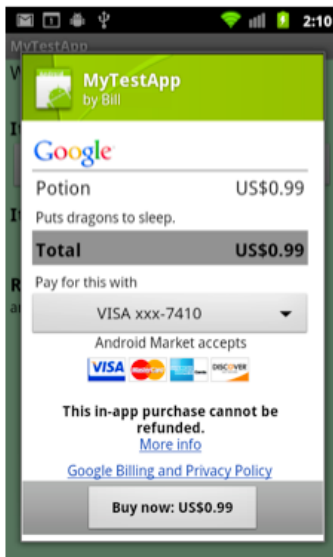 2:10
MyTestApp
MyTestApp
by Bill
Google
Potion US$0.99
Puts dragons to sleep.
Total US$0.99
Pay for this with
VISA xxx-7410
Android Market accepts
VISA MasterCard DISCOVER
This in-app purchase cannot be
refunded.
More info
Google Billing and Privacy Policy
Buy now: US$0.99